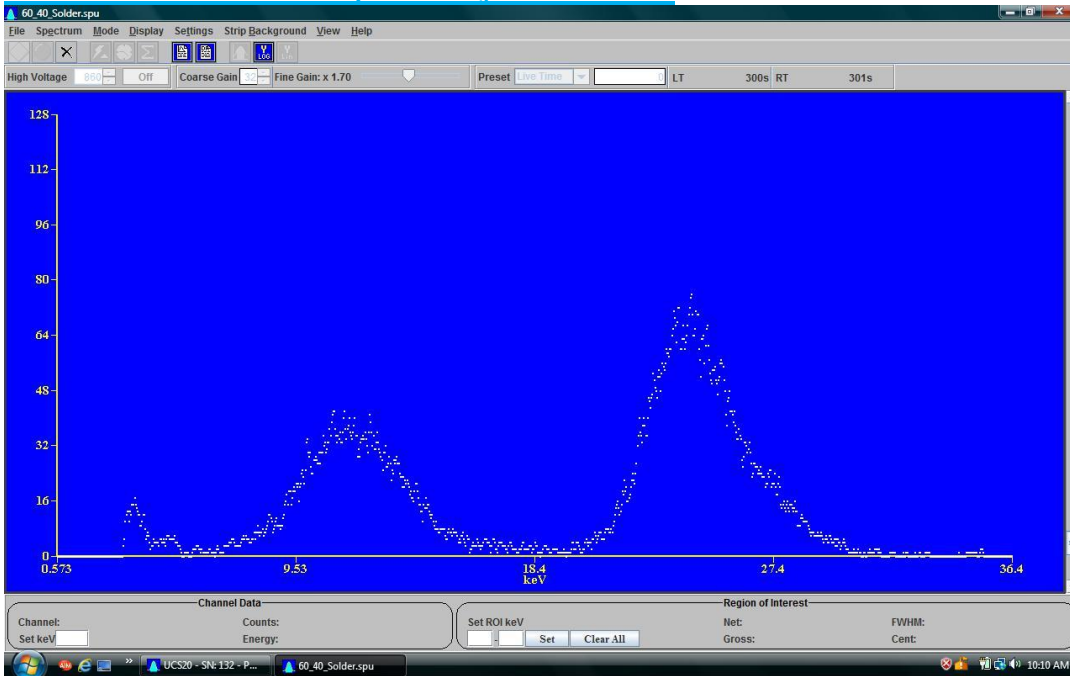 60_40_Solder.spu
File Spectrum Mode Display Settings Strip Background View Help
High Voltage 860 Off Coarse Gain 32 Fine Gain: x 1.70 Preset Live Time 0 LT 300s RT 301s
128
112
96
80
64
48
32
16
0
0.573 9.53 18.4 27.4 36.4
keV
Channel Data
Channel: Counts:
Set keV Energy:
Region of Interest
Set ROI keV Net: FWHM:
- Set Clear All Gross: Cent:
UCS20 - SN: 132 - P... 60_40_Solder.spu 10:10 AM